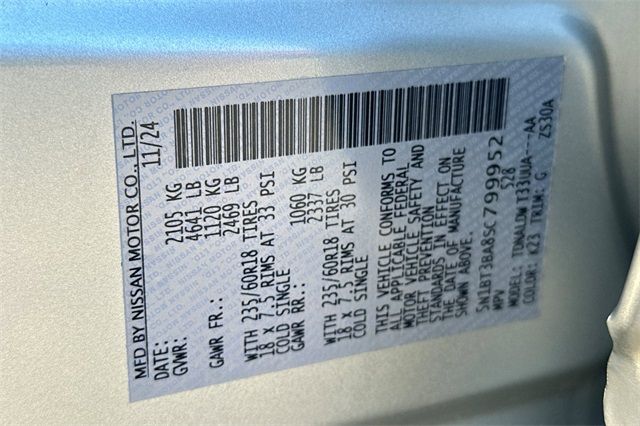 MFD BY NISSAN MOTOR CO., LTD.
DATE: 11/24
GVWR: 2105 KG
4641 LB
GAWR FR.: 1120 KG
2469 LB
WITH 235/60R18 TIRES
18 X 7.5 RIMS AT 33 PSI
COLD SINGLE
GAWR RR.: 1060 KG
2337 LB
WITH 235/60R18 TIRES
18 X 7.5 RIMS AT 30 PSI
COLD SINGLE
THIS VEHICLE CONFORMS TO
ALL APPLICABLE FEDERAL
MOTOR VEHICLE SAFETY AND
THEFT PREVENTION
STANDARDS IN EFFECT ON
THE DATE OF MANUFACTURE
SHOWN ABOVE.
5N1BT3BA8SC799952
MPV 528
MODEL: TDNALDW T33UUA---AA
COLOR: K23 TRIM: G ZS30A